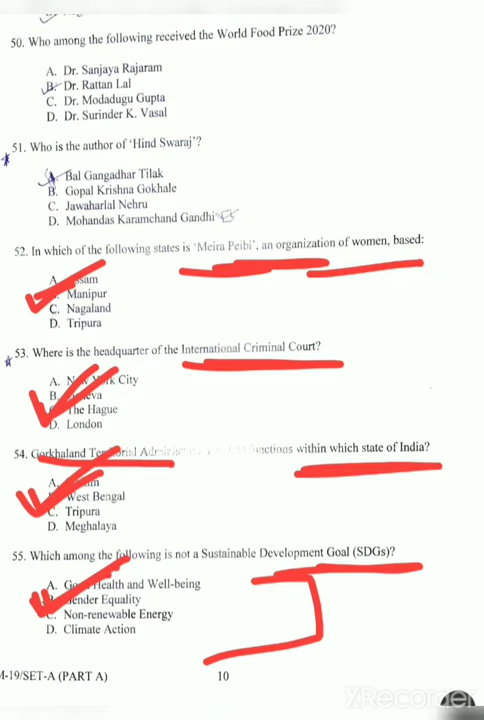 50. Who among the following received the World Food Prize 2020?
A. Dr. Sanjaya Rajaram
B. Dr. Rattan Lal
C. Dr. Modadugu Gupta
D. Dr. Surinder K. Vasal
51. Who is the author of ‘Hind Swaraj’?
A. Bal Gangadhar Tilak
B. Gopal Krishna Gokhale
C. Jawaharlal Nehru
D. Mohandas Karamchand Gandhi
52. In which of the following states is ‘Meira Peibi’, an organization of women, based:
A.
Manipur
C. Nagaland
D. Tripura
53. Where is the headquarter of the International Criminal Court?
A. New York City
B.
The Hague
D. London
54. Gorkhaland Territorial functions within which state of India?
A.
West Bengal
C. Tripura
D. Meghalaya
55. Which among the following is not a Sustainable Development Goal (SDGs)?
A. Good Health and Well-being
Gender Equality
C. Non-renewable Energy
D. Climate Action
M-19/SET-A (PART A)
10
XRecorder